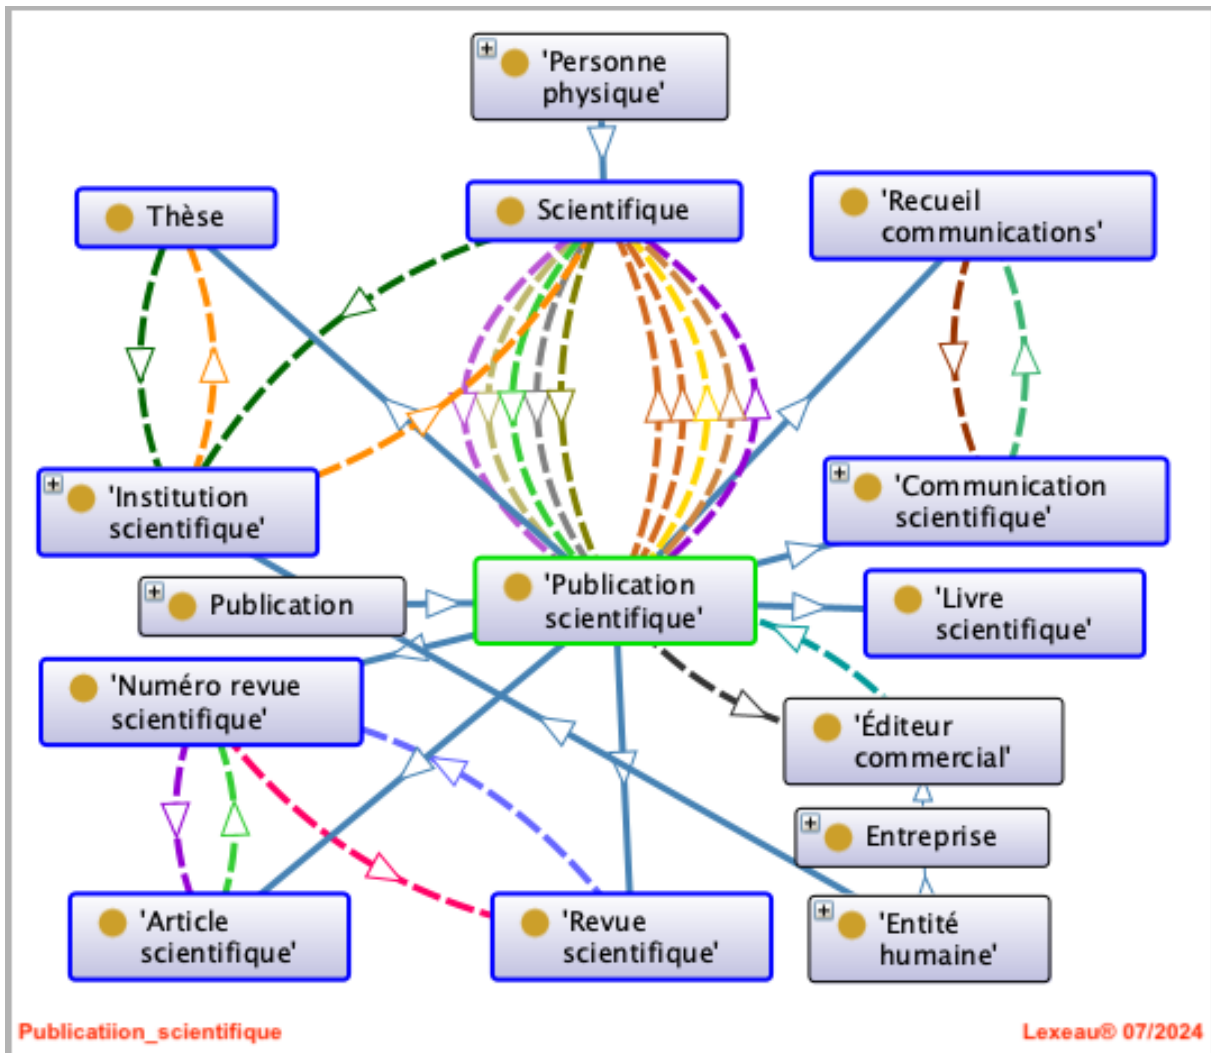 'Personne
physique'
Thèse
Scientifique
'Recueil
communications'
'Institution
scientifique'
'Communication
scientifique'
Publication
'Publication
scientifique'
'Livre
scientifique'
'Numéro revue
scientifique'
'Éditeur
commercial'
Entreprise
'Article
scientifique'
'Revue
scientifique'
'Entité
humaine'
Publicatiion_scientifique
Lexeau® 07/2024